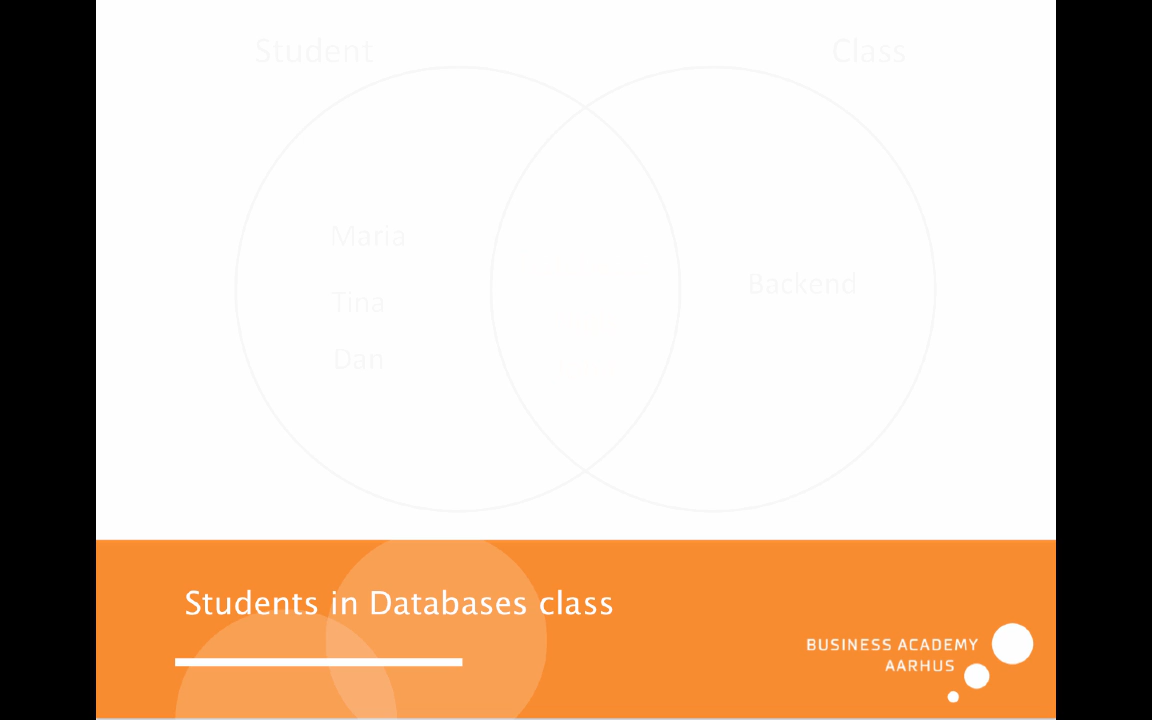 Student
Class
Maria
Backend
Tina
Dan
Students in Databases class
BUSINESS ACADEMY
AARHUS